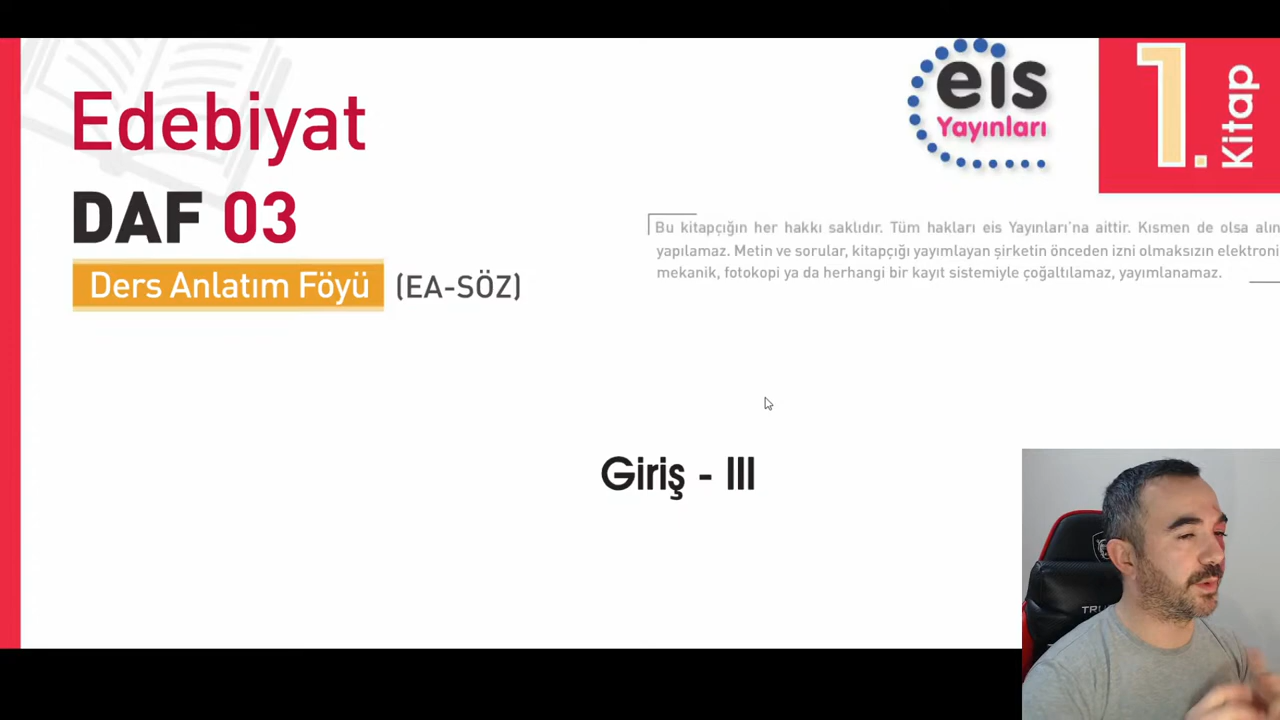 Edebiyat
DAF 03
Ders Anlatım Föyü (EA-SÖZ)
eis
Yayınları
1.
Kitap
Bu kitapçığın her hakkı saklıdır. Tüm hakları eis Yayınları'na aittir. Kısmen de olsa alın
yapılamaz. Metin ve sorular, kitapçığı yayımlayan şirketin önceden izni olmaksızın elektroni
mekanik, fotokopi ya da herhangi bir kayıt sistemiyle çoğaltılamaz, yayımlanamaz.
Giriş - III
TRU